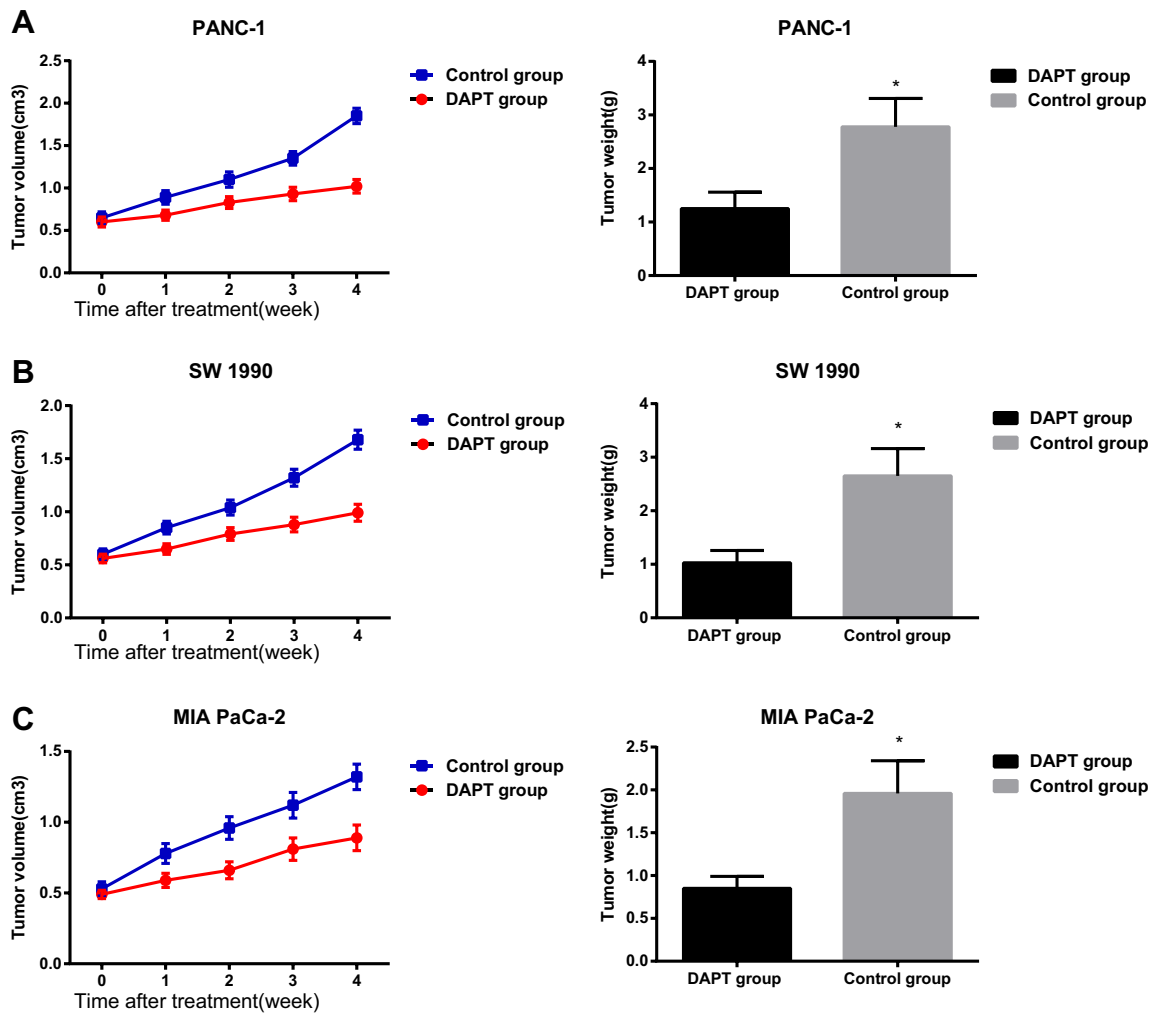 A
PANC-1
Tumor volume(cm3)
2.5
2.0
1.5
1.0
0.5
0.0
0 1 2 3 4
Time after treatment(week)
Control group
DAPT group
PANC-1
Tumor weight(g)
4
3
2
1
0
*
DAPT group Control group
DAPT group
Control group
B
SW 1990
Tumor volume(cm3)
2.0
1.5
1.0
0.5
0.0
0 1 2 3 4
Time after treatment(week)
Control group
DAPT group
SW 1990
Tumor weight(g)
4
3
2
1
0
*
DAPT group Control group
DAPT group
Control group
C
MIA PaCa-2
Tumor volume(cm3)
1.5
1.0
0.5
0.0
0 1 2 3 4
Time after treatment(week)
Control group
DAPT group
MIA PaCa-2
Tumor weight(g)
2.5
2.0
1.5
1.0
0.5
0.0
*
DAPT group Control group
DAPT group
Control group